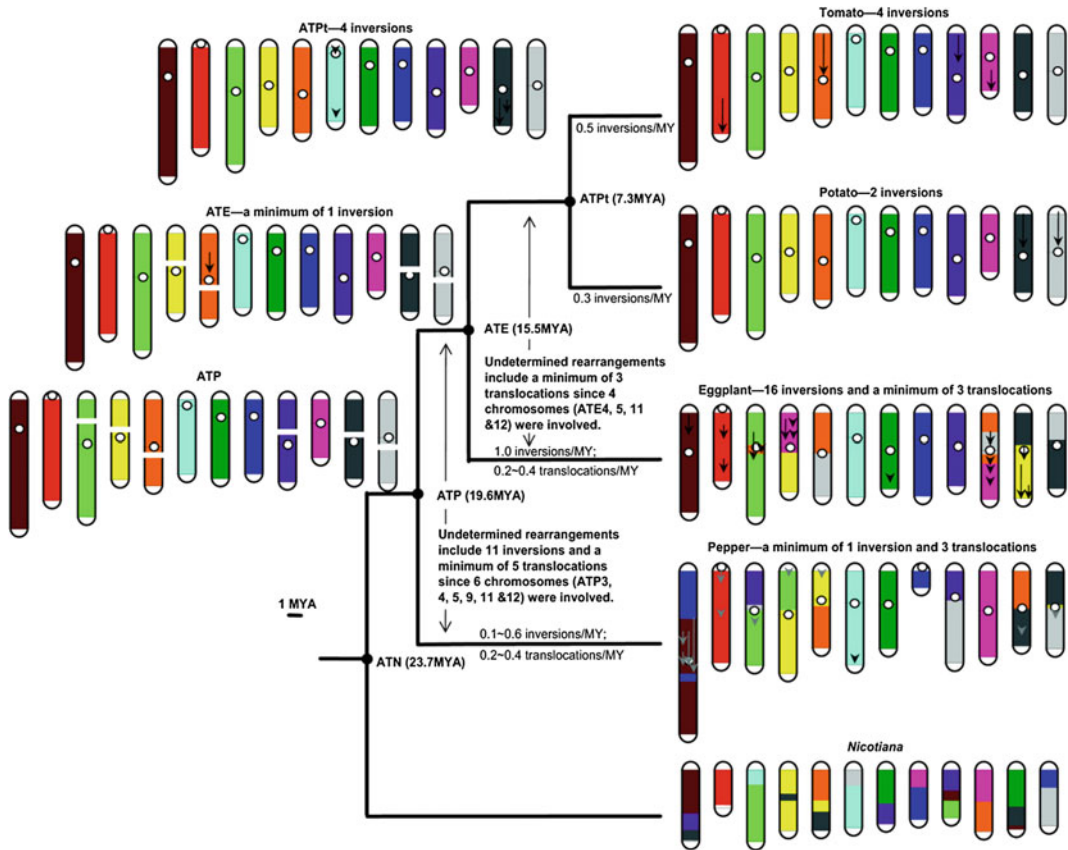 ATPt—4 inversions
Tomato—4 inversions
0.5 inversions/MY
ATPt (7.3MYA)
Potato—2 inversions
0.3 inversions/MY
ATE—a minimum of 1 inversion
ATE (15.5MYA)
Undetermined rearrangements
include a minimum of 3
translocations since 4
chromosomes (ATE4, 5, 11
&12) were involved.
1.0 inversions/MY;
0.2~0.4 translocations/MY
Eggplant—16 inversions and a minimum of 3 translocations
ATP
ATP (19.6MYA)
Undetermined rearrangements
include 11 inversions and a
minimum of 5 translocations
since 6 chromosomes (ATP3,
4, 5, 9, 11 &12) were involved.
0.1~0.6 inversions/MY;
0.2~0.4 translocations/MY
Pepper—a minimum of 1 inversion and 3 translocations
1 MYA
ATN (23.7MYA)
Nicotiana